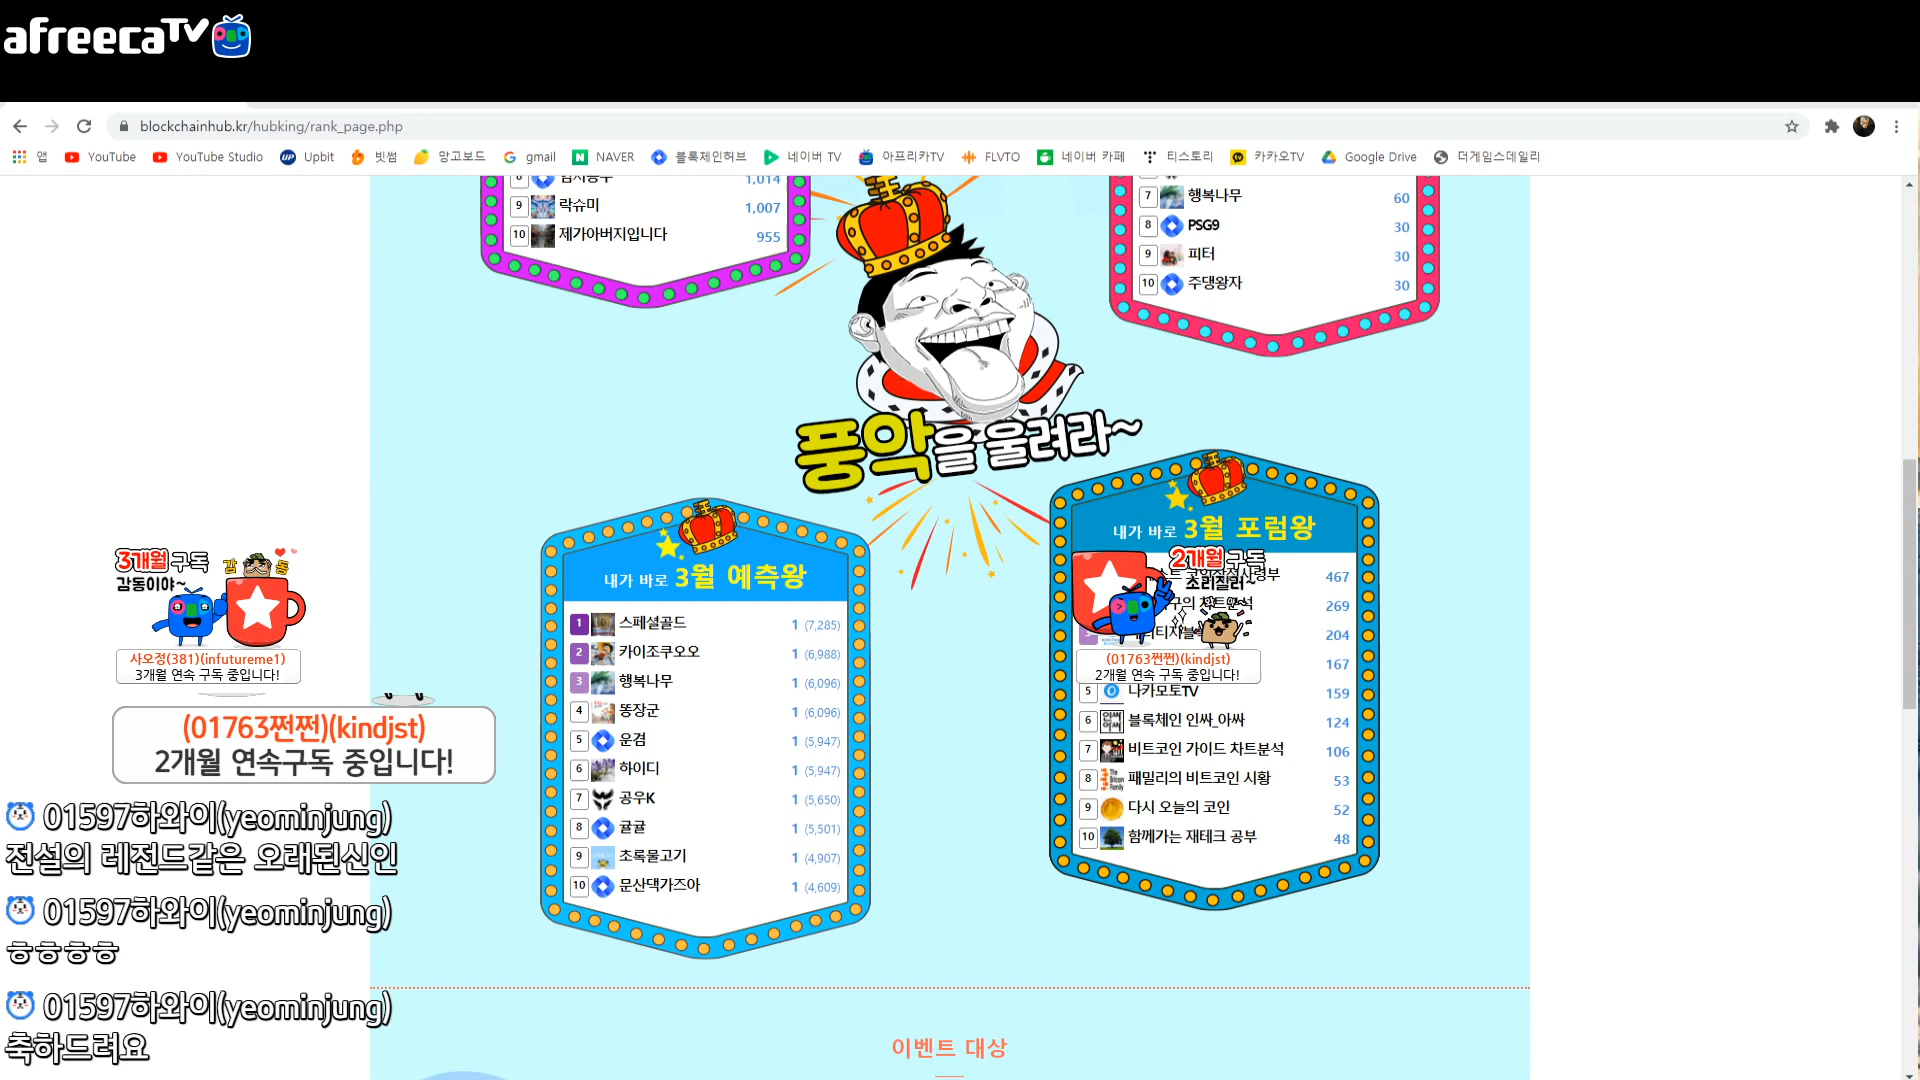 afreecaTV
blockchainhub.kr/hubking/rank_page.php
앱 YouTube YouTube Studio Upbit 빗썸 망고보드 gmail NAVER 블록체인허브 네이버 TV 아프리카TV FLVTO 네이버 카페 티스토리 카카오TV Google Drive 더게임스데일리
8 1,014
9 락슈미 1,007
10 제가아버지입니다 955
7 행복나무 60
8 PSG9 30
9 피터 30
10 주댕왕자 30
풍악을 울려라~
내가 바로 3월 예측왕
1 스페셜골드 1 (7,285)
2 카이조쿠오오 1 (6,988)
3 행복나무 1 (6,096)
4 똥장군 1 (6,096)
5 운겸 1 (5,947)
6 하이디 1 (5,947)
7 공우K 1 (5,650)
8 귤귤 1 (5,501)
9 초록물고기 1 (4,907)
10 문산댁가즈아 1 (4,609)
내가 바로 3월 포럼왕
467
269
204
167
5 나카모토TV 159
6 블록체인 인싸_아싸 124
7 비트코인 가이드 차트분석 106
8 패밀리의 비트코인 시황 53
9 다시 오늘의 코인 52
10 함께가는 재테크 공부 48
2개월 구독
소리질러~
(01763쩐쩐)(kindjst)
2개월 연속 구독 중입니다!
3개월 구독
감동이야~
감동
사오정(381)(infutureme1)
3개월 연속 구독 중입니다!
(01763쩐쩐)(kindjst)
2개월 연속구독 중입니다!
01597하와이(yeominjung)
전설의 레전드같은 오래된신인
01597하와이(yeominjung)
ㅎㅎㅎㅎ
01597하와이(yeominjung)
축하드려요
이벤트 대상